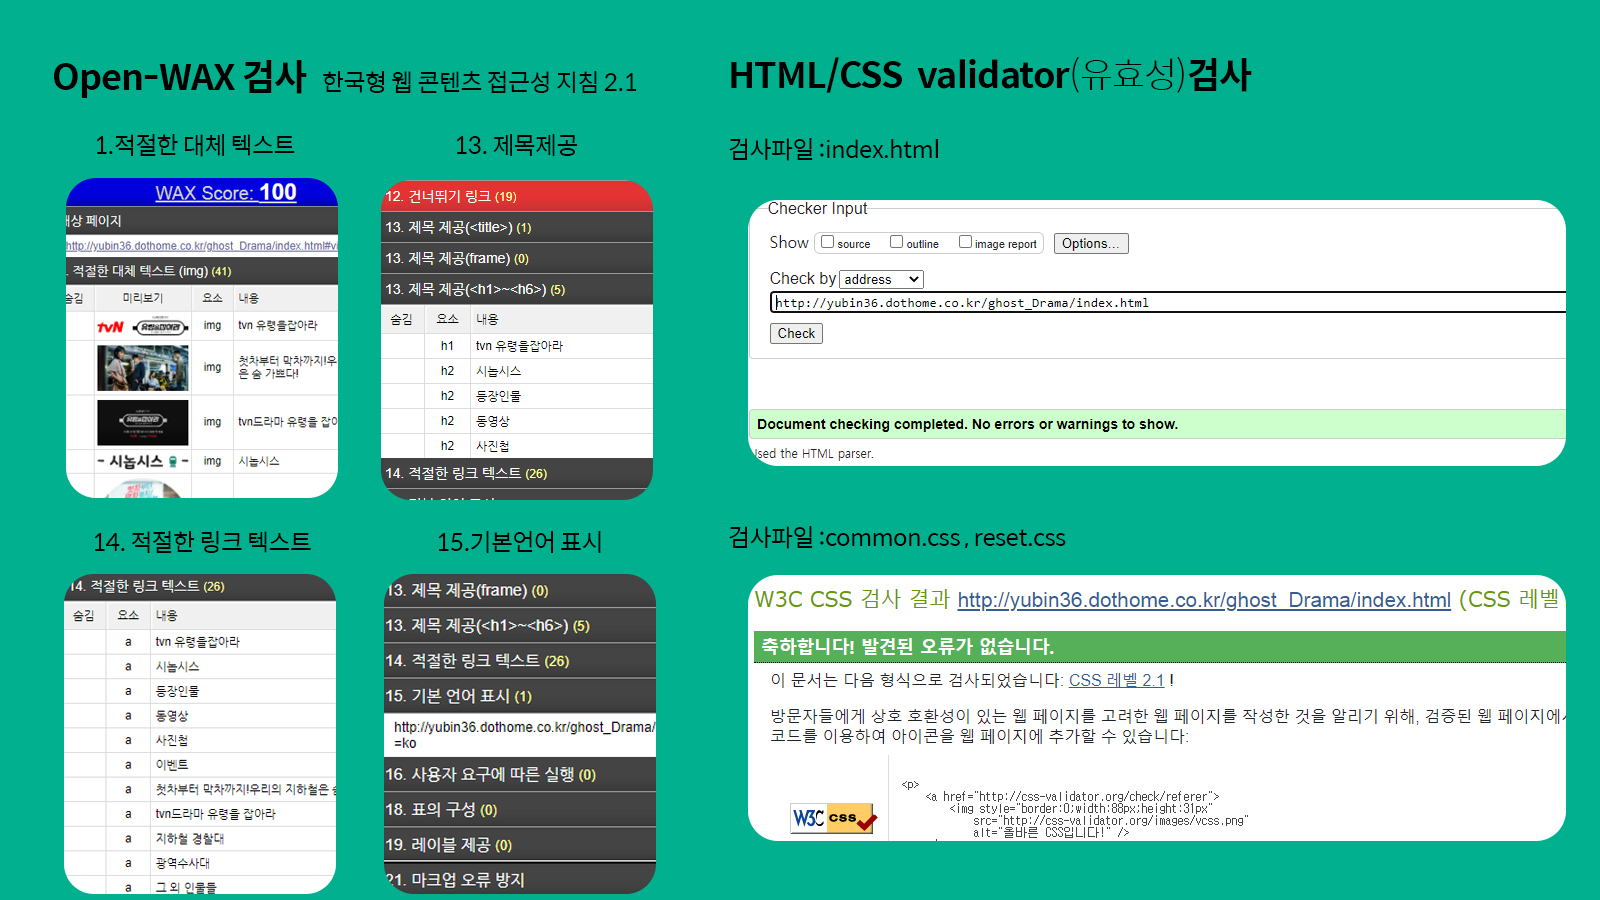 Open-WAX 검사 한국형 웹 콘텐츠 접근성 지침 2.1
1.적절한 대체 텍스트
WAX Score: 100
대상 페이지
http://yubin36.dothome.co.kr/ghost_Drama/index.html#
. 적절한 대체 텍스트 (img) (41)
숨김 미리보기 요소 내용
tvN 유령을잡아라 img tvn 유령을잡아라
img 첫차부터 막차까지!우
은 숨 가쁘다!
유령을잡아라 img tvn드라마 유령을 잡아
- 시놉시스 - img 시놉시스
13. 제목제공
12. 건너뛰기 링크 (19)
13. 제목 제공(<title>) (1)
13. 제목 제공(frame) (0)
13. 제목 제공(<h1>~<h6>) (5)
숨김 요소 내용
h1 tvn 유령을잡아라
h2 시놉시스
h2 등장인물
h2 동영상
h2 사진첩
14. 적절한 링크 텍스트 (26)
14. 적절한 링크 텍스트
14. 적절한 링크 텍스트 (26)
숨김 요소 내용
a tvn 유령을잡아라
a 시놉시스
a 등장인물
a 동영상
a 사진첩
a 이벤트
a 첫차부터 막차까지!우리의 지하철은 숨
a tvn드라마 유령을 잡아라
a 지하철 경찰대
a 광역수사대
a 그 외 인물들
15.기본언어 표시
13. 제목 제공(frame) (0)
13. 제목 제공(<h1>~<h6>) (5)
14. 적절한 링크 텍스트 (26)
15. 기본 언어 표시 (1)
http://yubin36.dothome.co.kr/ghost_Drama/
=ko
16. 사용자 요구에 따른 실행 (0)
18. 표의 구성 (0)
19. 레이블 제공 (0)
21. 마크업 오류 방지
HTML/CSS validator(유효성)검사
검사파일 :index.html
Checker Input
Show source outline image report Options...
Check by address
http://yubin36.dothome.co.kr/ghost_Drama/index.html
Check
Document checking completed. No errors or warnings to show.
Used the HTML parser.
검사파일 :common.css , reset.css
W3C CSS 검사 결과 http://yubin36.dothome.co.kr/ghost_Drama/index.html (CSS 레벨
축하합니다! 발견된 오류가 없습니다.
이 문서는 다음 형식으로 검사되었습니다: CSS 레벨 2.1 !
방문자들에게 상호 호환성이 있는 웹 페이지를 고려한 웹 페이지를 작성한 것을 알리기 위해, 검증된 웹 페이지에서
코드를 이용하여 아이콘을 웹 페이지에 추가할 수 있습니다:
W3C css
<p>
<a href="http://css-validator.org/check/referer">
<img style="border:0;width:88px;height:31px"
src="http://css-validator.org/images/vcss.png"
alt="올바른 CSS입니다!" />